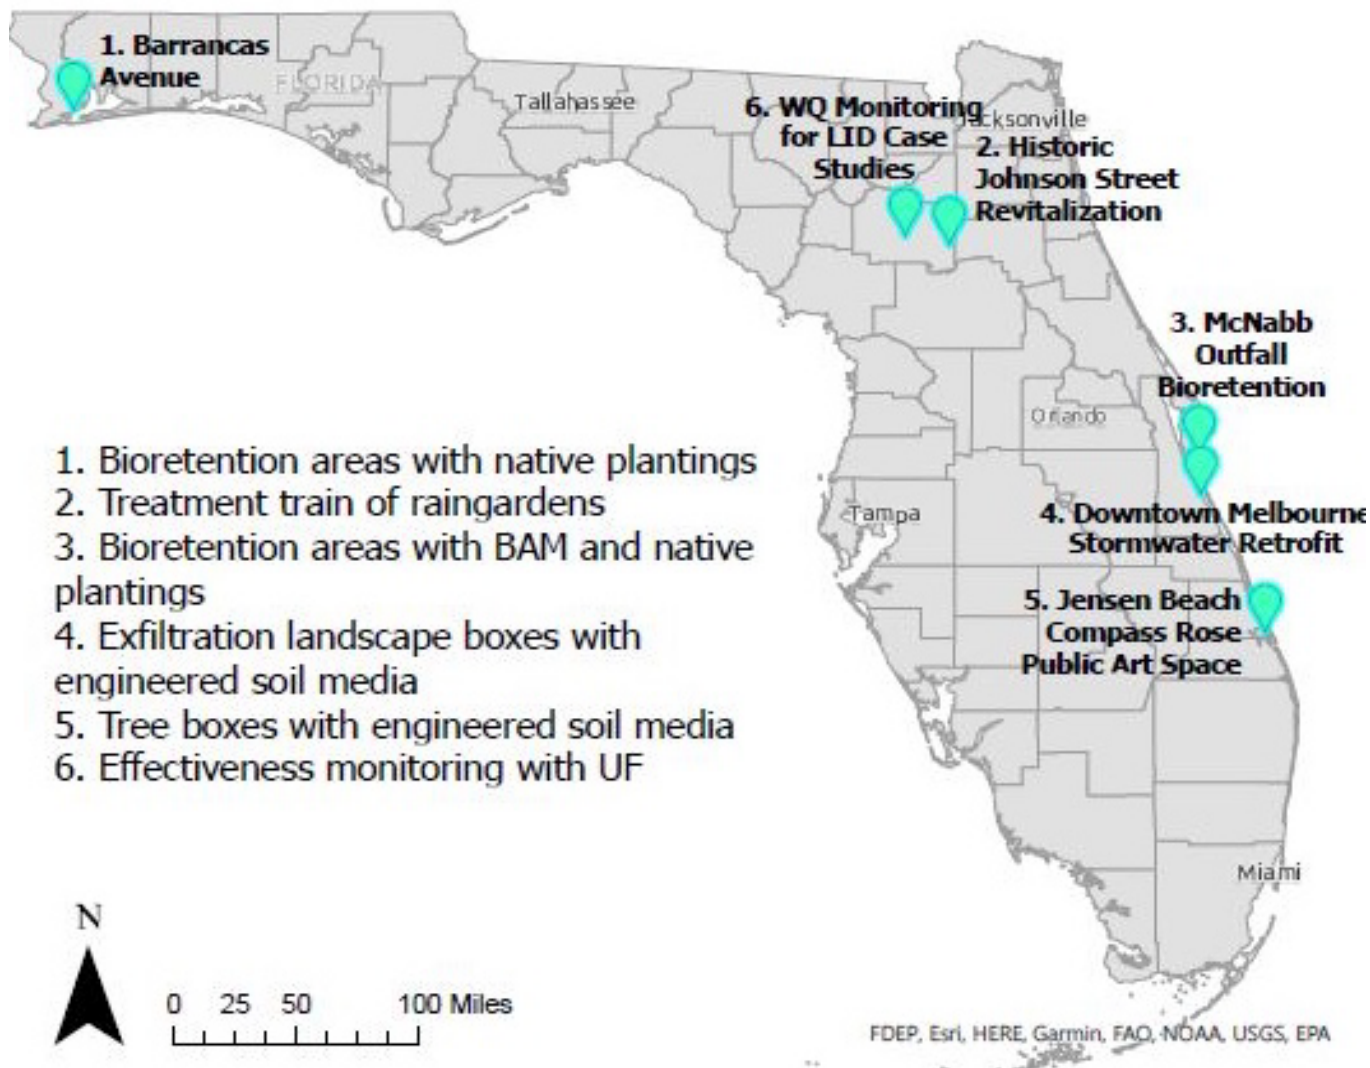 1. Barrancas
Avenue
FLORIDA
Tallahassee
6. WQ Monitoring
for LID Case
Studies
Jacksonville
2. Historic
Johnson Street
Revitalization
3. McNabb
Outfall
Bioretention
Orlando
Tampa
4. Downtown Melbourne
Stormwater Retrofit
5. Jensen Beach
Compass Rose
Public Art Space
Miami
1. Bioretention areas with native plantings
2. Treatment train of raingardens
3. Bioretention areas with BAM and native
plantings
4. Exfiltration landscape boxes with
engineered soil media
5. Tree boxes with engineered soil media
6. Effectiveness monitoring with UF
N
0 25 50 100 Miles
FDEP, Esri, HERE, Garmin, FAO, NOAA, USGS, EPA